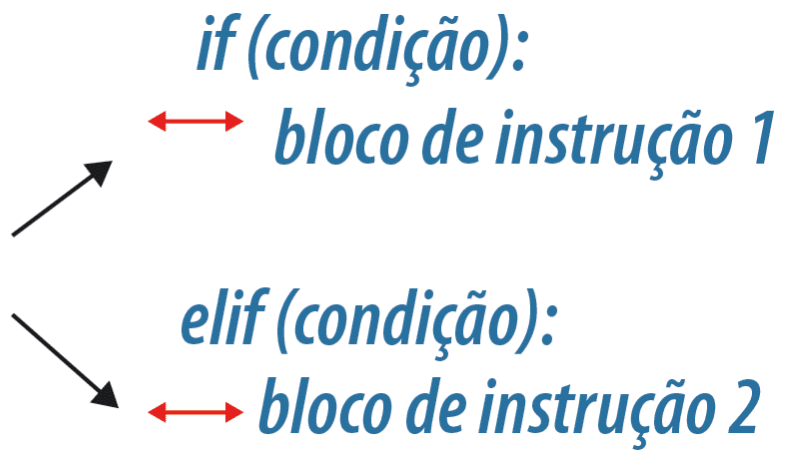 if (condição):
bloco de instrução 1
elif (condição):
bloco de instrução 2